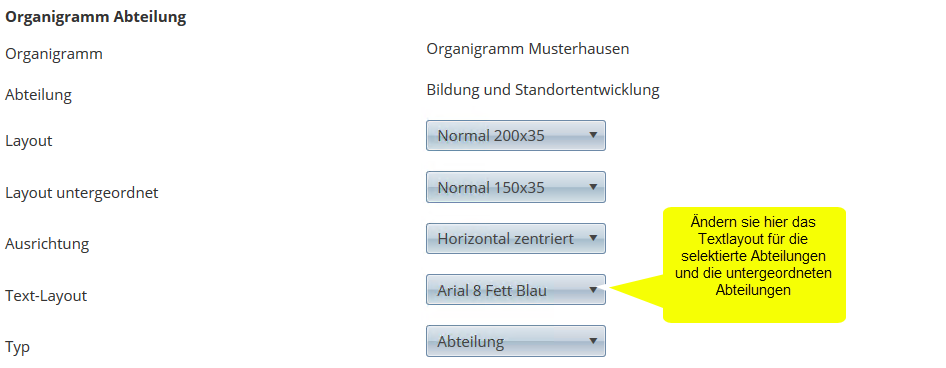 Organigramm Abteilung
Organigramm
Organigramm Musterhausen
Abteilung
Bildung und Standortentwicklung
Layout
Normal 200x35
Layout untergeordnet
Normal 150x35
Ausrichtung
Horizontal zentriert
Text-Layout
Arial 8 Fett Blau
Typ
Abteilung
Ändern sie hier das
Textlayout für die
selektierte Abteilungen
und die untergeordneten
Abteilungen